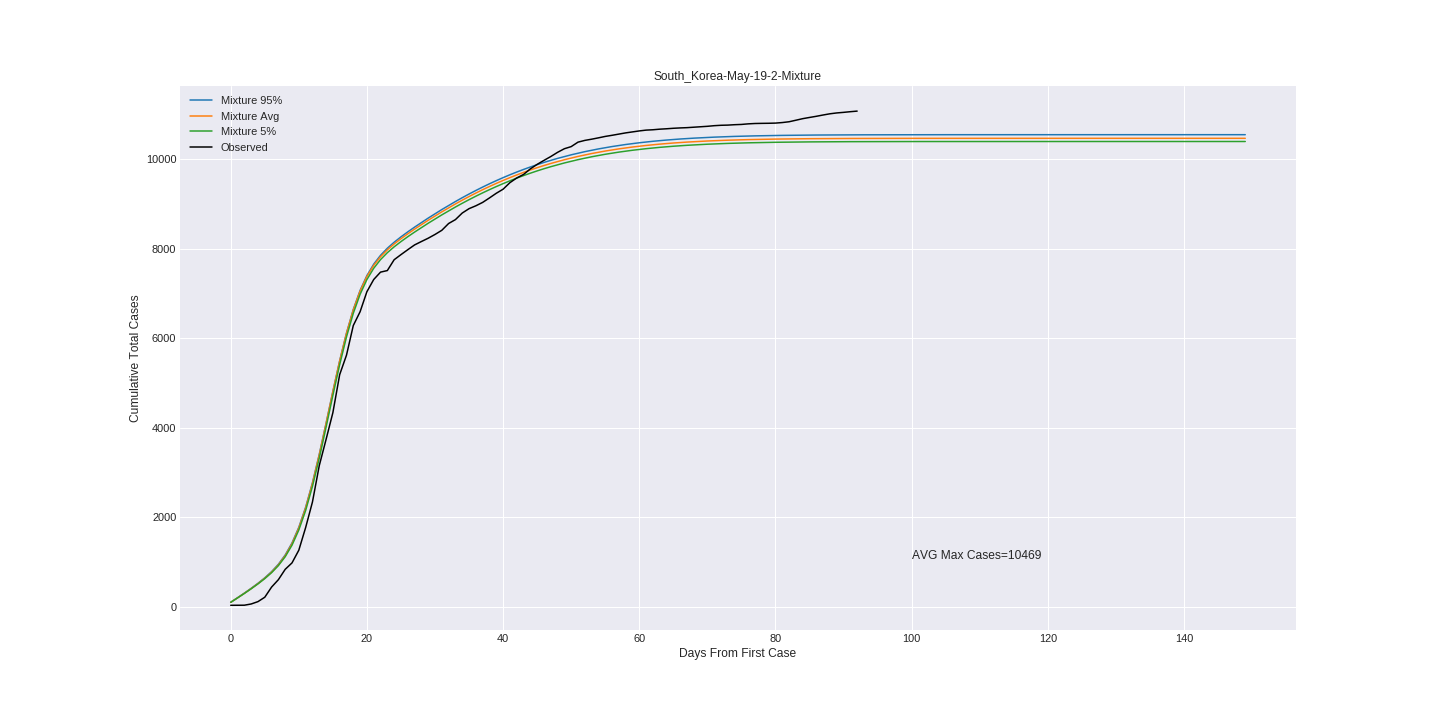 South_Korea-May-19-2-Mixture
Mixture 95%
Mixture Avg
Mixture 5%
Observed
10000
8000
6000
4000
2000
0
Cumulative Total Cases
AVG Max Cases=10469
0 20 40 60 80 100 120 140
Days From First Case